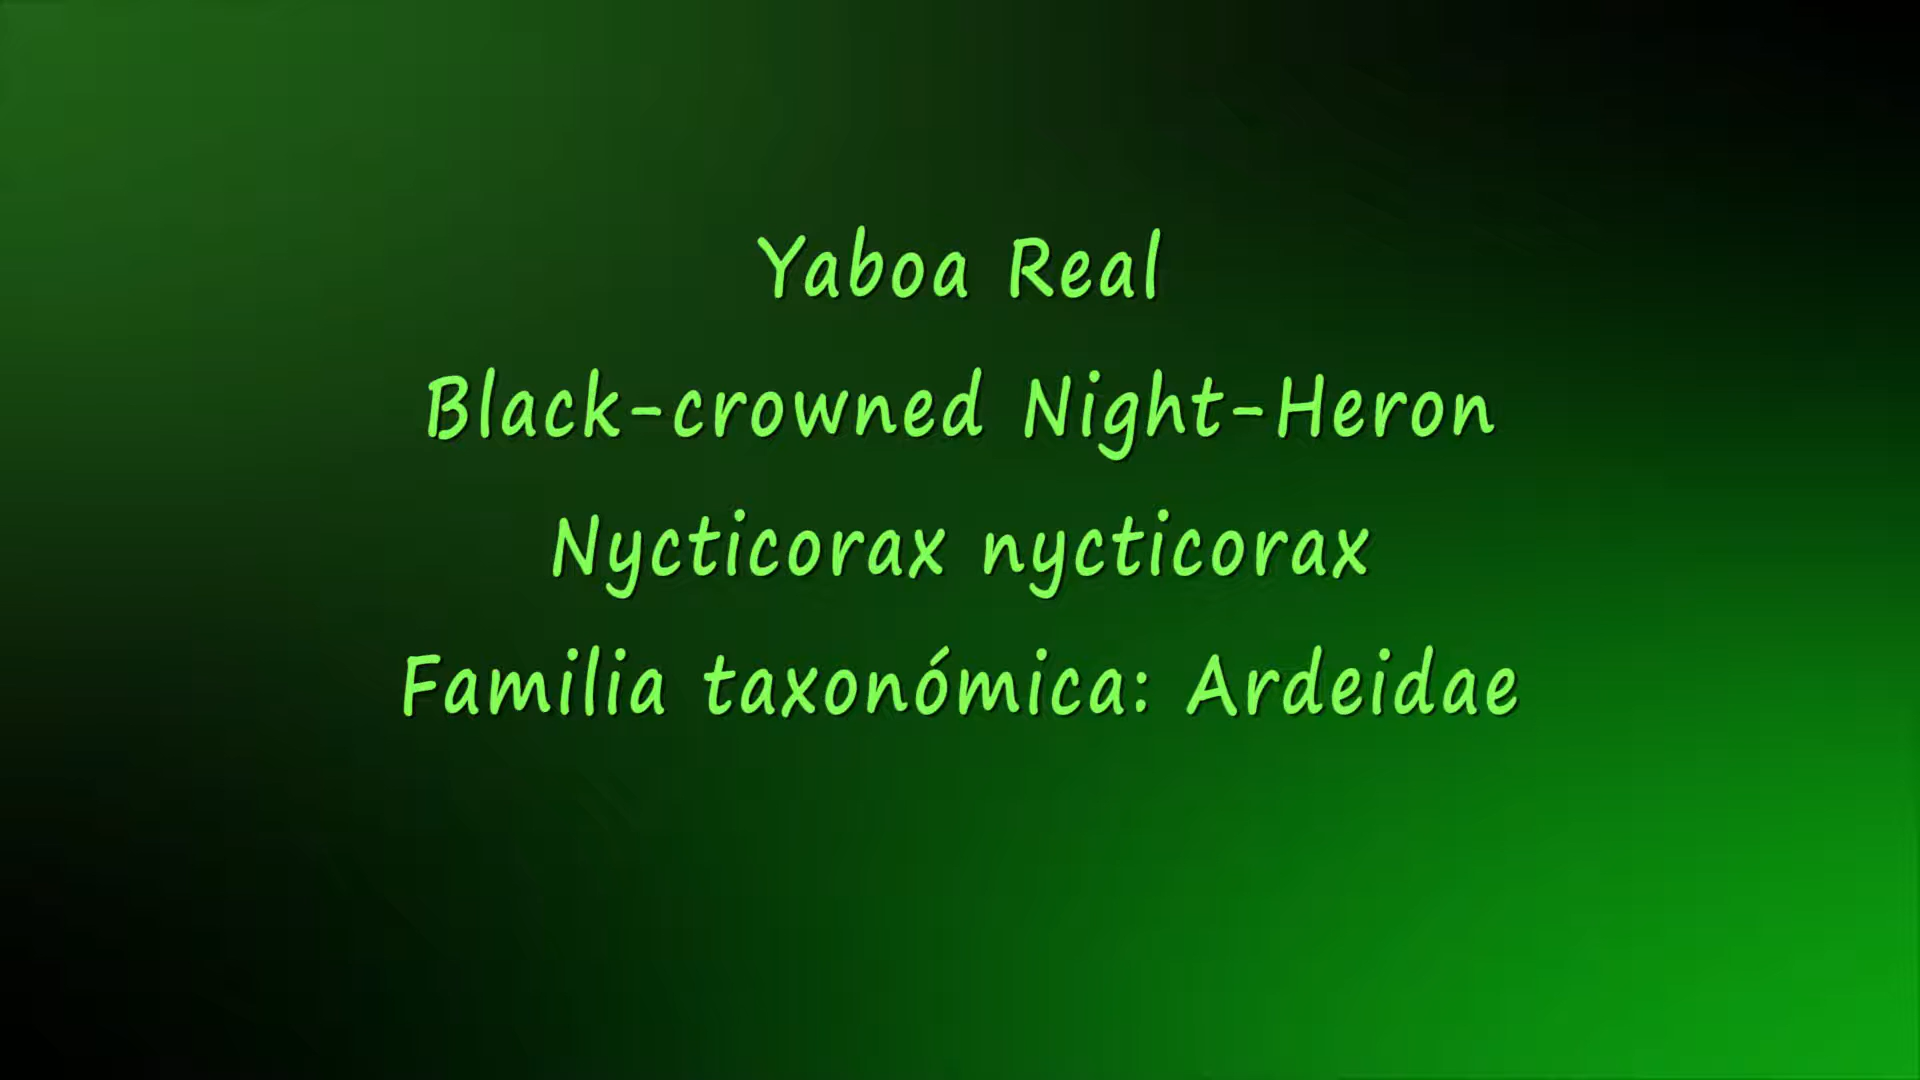 Yaboa Real
Black-crowned Night-Heron
Nycticorax nycticorax
Familia taxonómica: Ardeidae